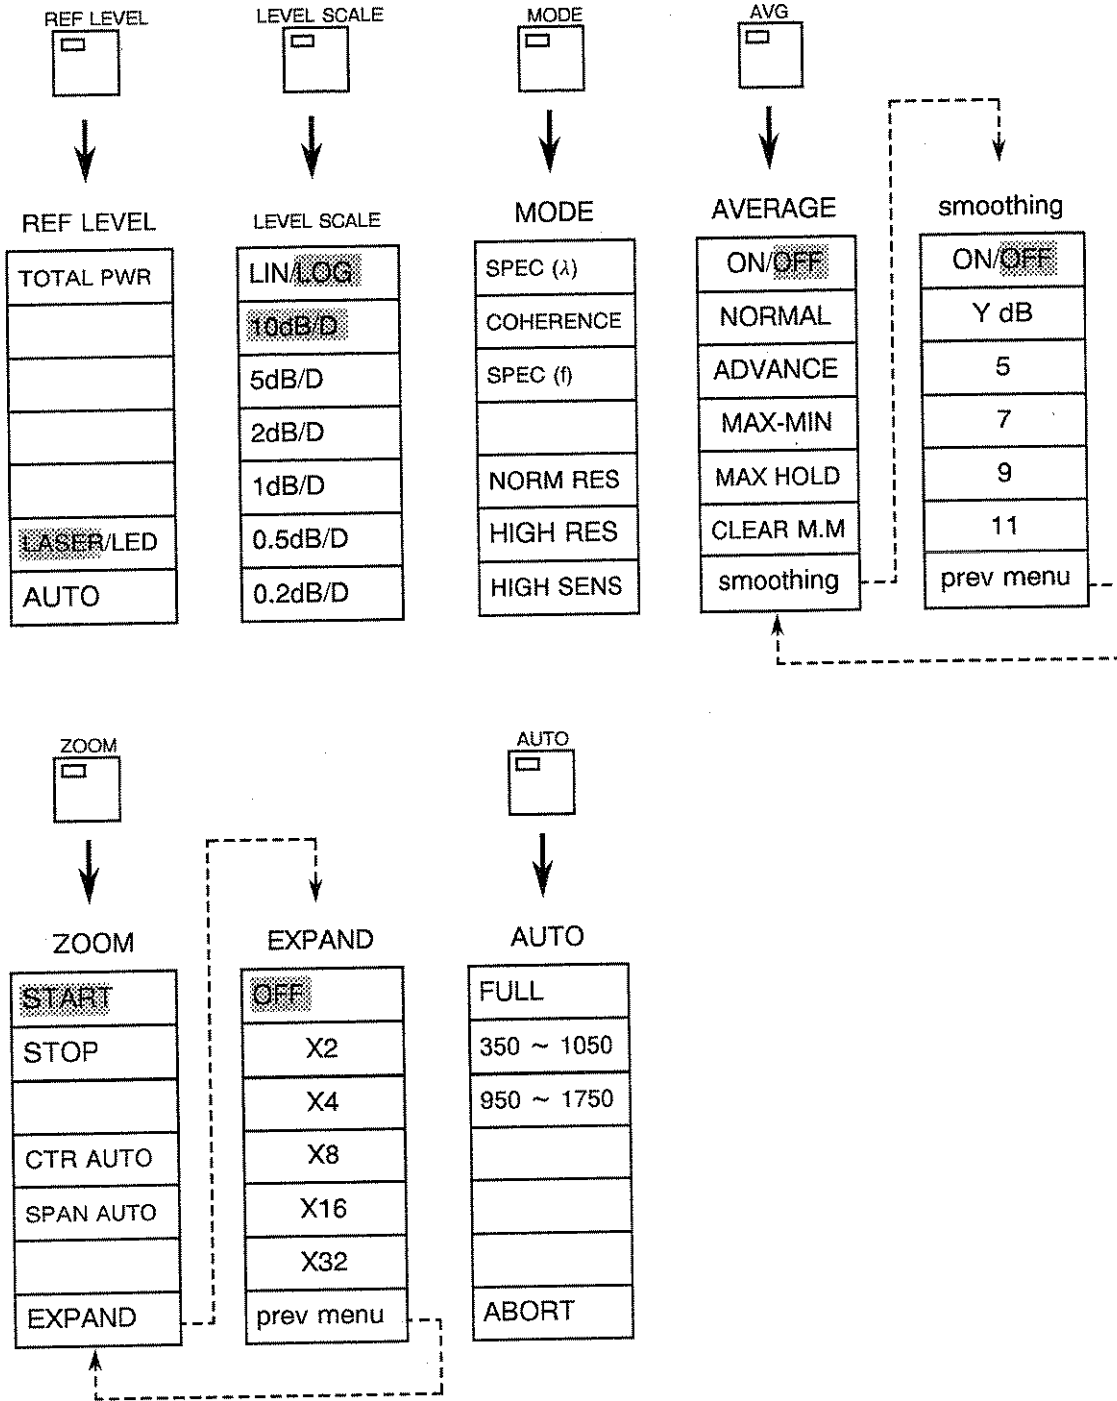 REF LEVEL
LEVEL SCALE
MODE
AVG
REF LEVEL
TOTAL PWR
LASER/LED
AUTO
LEVEL SCALE
LIN/LOG
10dB/D
5dB/D
2dB/D
1dB/D
0.5dB/D
0.2dB/D
MODE
SPEC (λ)
COHERENCE
SPEC (f)
NORM RES
HIGH RES
HIGH SENS
AVERAGE
ON/OFF
NORMAL
ADVANCE
MAX-MIN
MAX HOLD
CLEAR M.M
smoothing
smoothing
ON/OFF
Y dB
5
7
9
11
prev menu
ZOOM
AUTO
ZOOM
START
STOP
CTR AUTO
SPAN AUTO
EXPAND
EXPAND
OFF
X2
X4
X8
X16
X32
prev menu
AUTO
FULL
350 ~ 1050
950 ~ 1750
ABORT